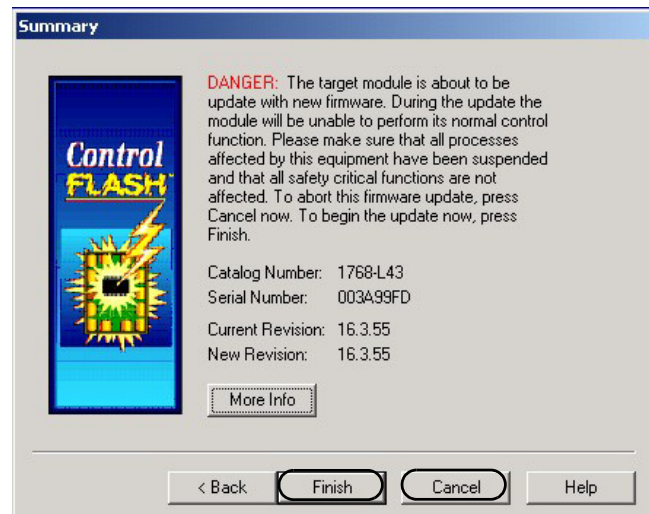 Summary
Control
FLASH
DANGER: The target module is about to be
update with new firmware. During the update the
module will be unable to perform its normal control
function. Please make sure that all processes
affected by this equipment have been suspended
and that all safety critical functions are not
affected. To abort this firmware update, press
Cancel now. To begin the update now, press
Finish.
Catalog Number: 1768-L43
Serial Number: 003A99FD
Current Revision: 16.3.55
New Revision: 16.3.55
More Info
< Back Finish Cancel Help